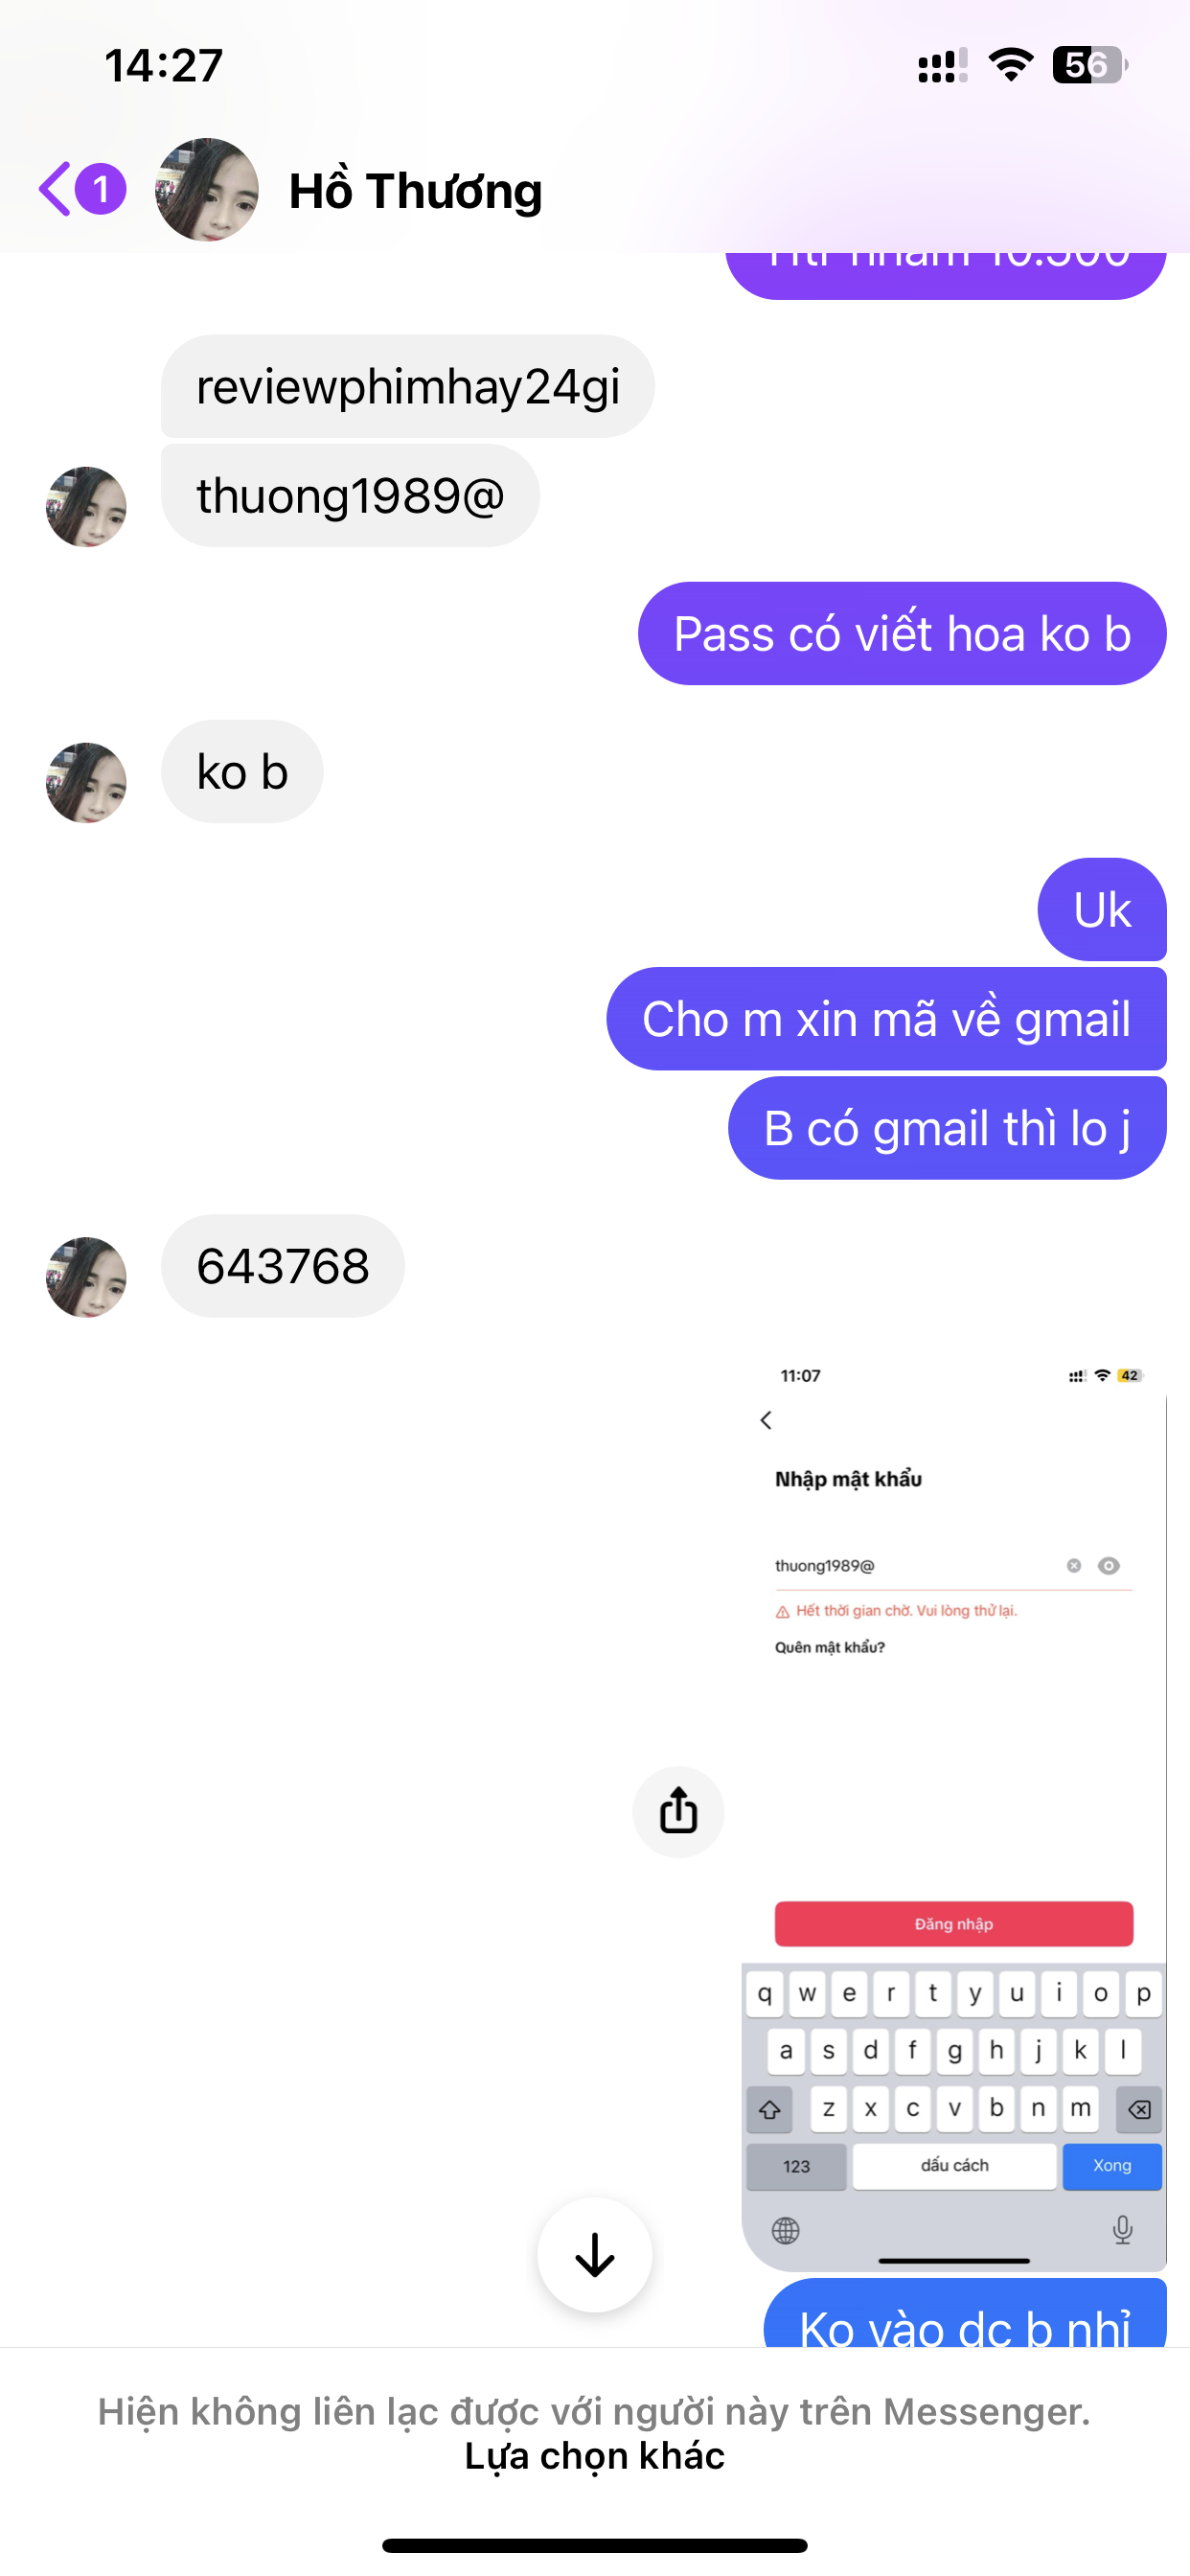 14:27
56
1
Hồ Thương
10.500
reviewphimhay24gi
thuong1989@
Pass có viết hoa ko b
ko b
Uk
Cho m xin mã về gmail
B có gmail thì lo j
643768
11:07
42
Nhập mật khẩu
thuong1989@
Hết thời gian chờ. Vui lòng thử lại.
Quên mật khẩu?
Đăng nhập
q w e r t y u i o p
a s d f g h j k l
z x c v b n m
123 dấu cách Xong
Ko vào dc b nhỉ
Hiện không liên lạc được với người này trên Messenger.
Lựa chọn khác